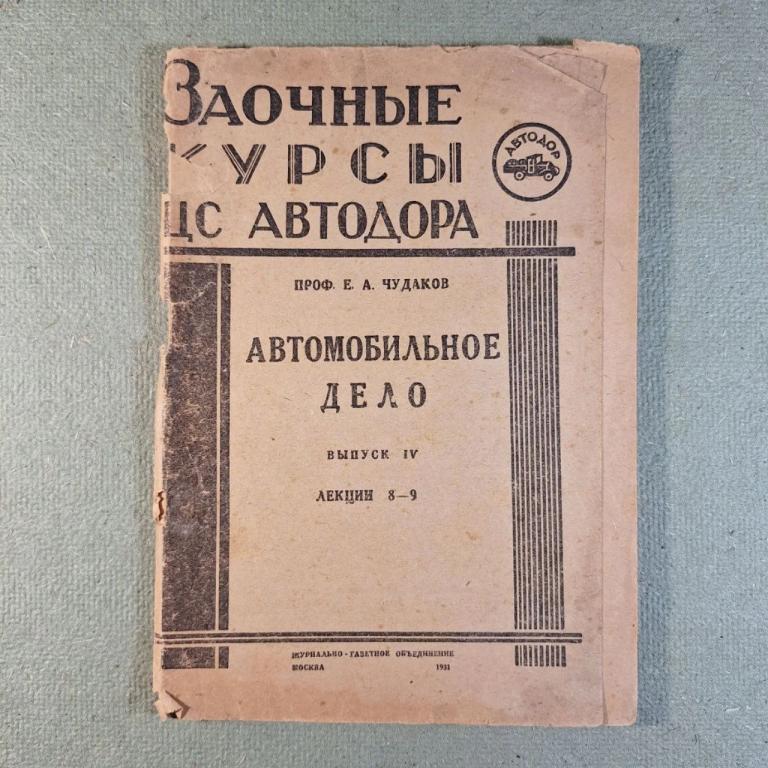 ЗАОЧНЫЕ
КУРСЫ
ЦС АВТОДОРА
АВТОДОР
ПРОФ. Е. А. ЧУДАКОВ
АВТОМОБИЛЬНОЕ
ДЕЛО
ВЫПУСК IV
ЛЕКЦИИ 8—9
ЖУРНАЛЬНО-ГАЗЕТНОЕ ОБЪЕДИНЕНИЕ
МОСКВА 1931